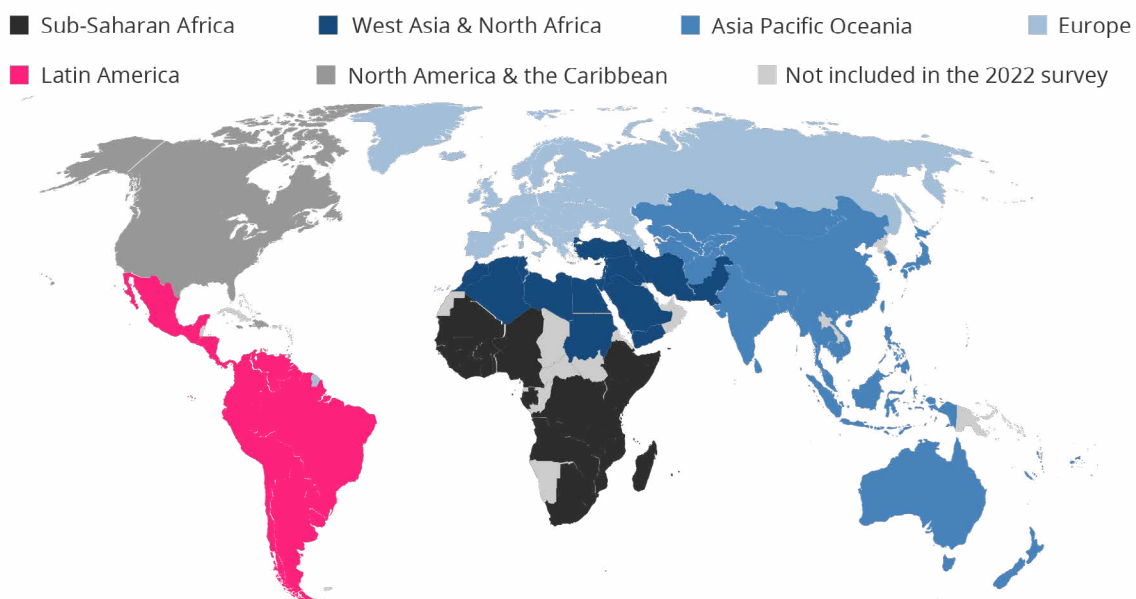 Sub-Saharan Africa West Asia & North Africa Asia Pacific Oceania Europe
Latin America North America & the Caribbean Not included in the 2022 survey